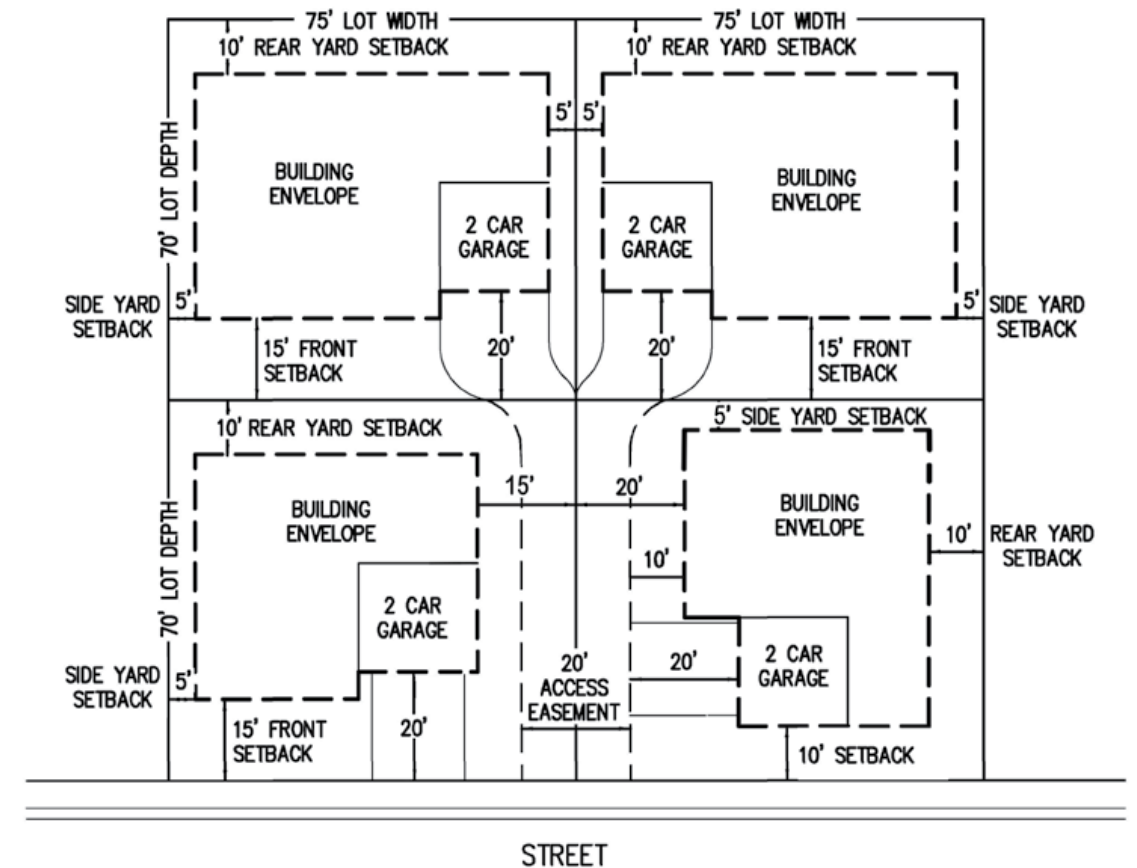 75' LOT WIDTH
75' LOT WIDTH
10' REAR YARD SETBACK
10' REAR YARD SETBACK
5'
5'
70' LOT DEPTH
BUILDING
ENVELOPE
BUILDING
ENVELOPE
2 CAR
GARAGE
2 CAR
GARAGE
SIDE YARD
SETBACK
5'
5'
SIDE YARD
SETBACK
15' FRONT
SETBACK
20'
20'
15' FRONT
SETBACK
10' REAR YARD SETBACK
5' SIDE YARD SETBACK
70' LOT DEPTH
BUILDING
ENVELOPE
15'
20'
BUILDING
ENVELOPE
10'
10'
REAR YARD
SETBACK
2 CAR
GARAGE
SIDE YARD
SETBACK
5'
20'
ACCESS
EASEMENT
20'
2 CAR
GARAGE
15' FRONT
SETBACK
20'
10' SETBACK
STREET